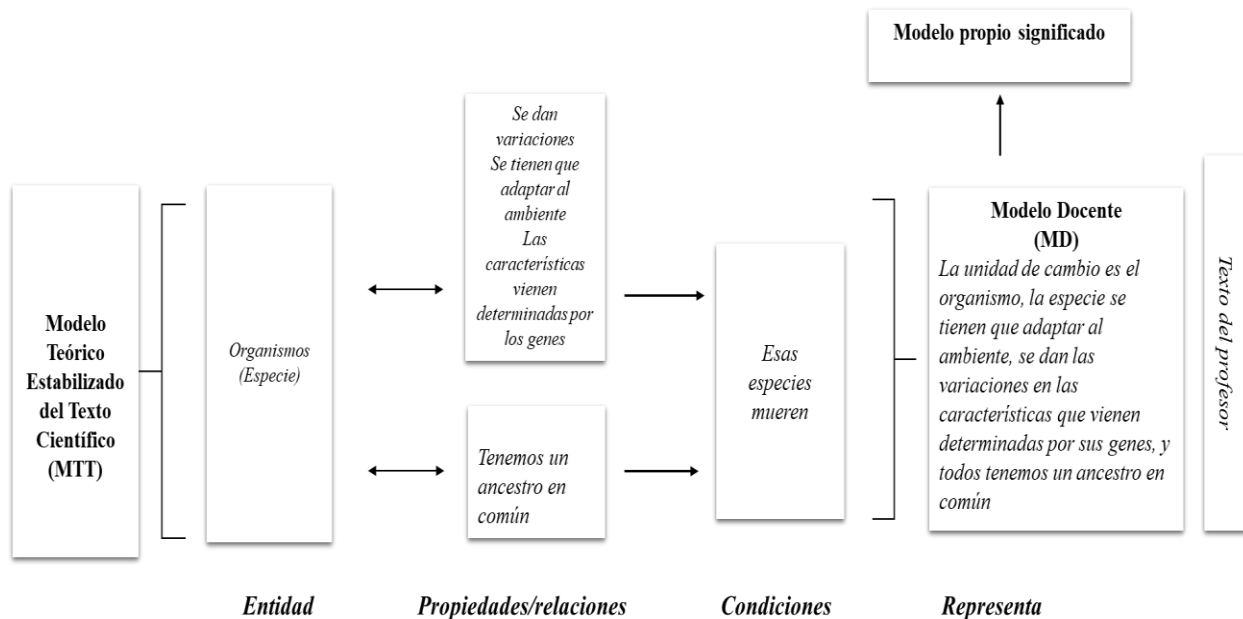 Modelo propio significado
Se dan
variaciones
Se tienen que
adaptar al
ambiente
Las
características
vienen
determinadas por
los genes
Modelo
Teórico
Estabilizado
del Texto
Científico
(MTT)
Organismos
(Especie)
Tenemos un
ancestro en
común
Esas
especies
mueren
Modelo Docente
(MD)
La unidad de cambio es el
organismo, la especie se
tienen que adaptar al
ambiente, se dan las
variaciones en las
características que vienen
determinadas por sus genes, y
todos tenemos un ancestro en
común
Texto del profesor
Entidad
Propiedades/relaciones
Condiciones
Representa